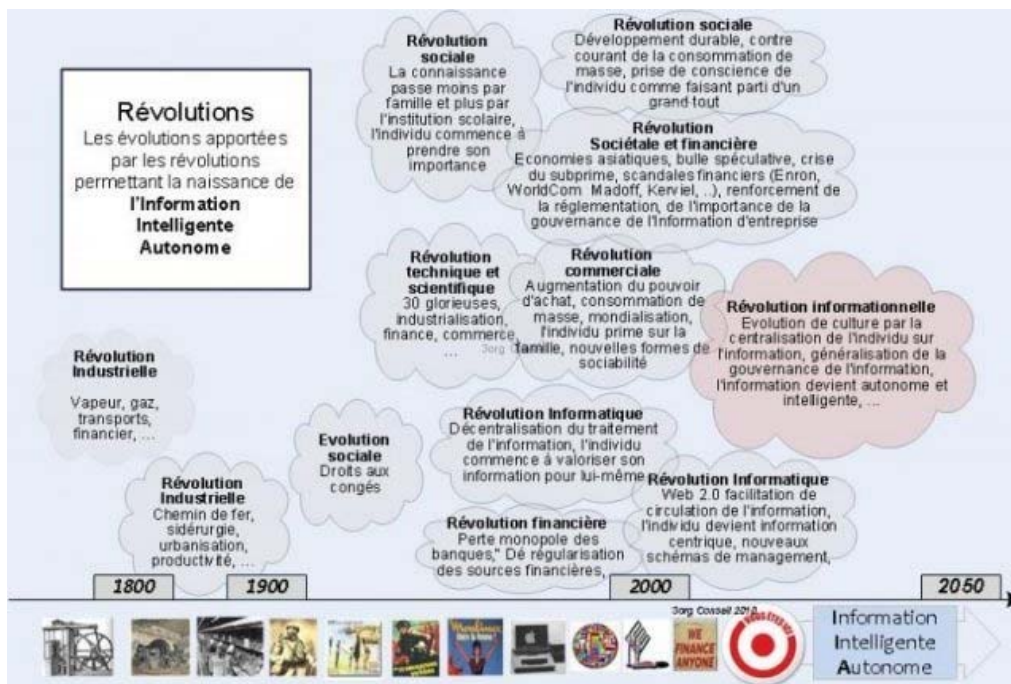 Révolutions
Les évolutions apportées
par les révolutions
permettant la naissance de
l'Information
Intelligente
Autonome
Révolution
sociale
La connaissance
passe moins par
famille et plus par
l'institution scolaire,
l'individu commence à
prendre son
importance
Révolution sociale
Développement durable, contre
courant de la consommation de
masse, prise de conscience de
l'individu comme faisant parti d'un
grand tout
Révolution
Sociétale et financière
Economies asiatiques, bulle spéculative, crise
du subprime, scandales financiers (Enron,
WorldCom Madoff, Kerviel, ..), renforcement de
la réglementation, de l'importance de la
gouvernance de l'Information d'entreprise
Révolution
technique et
scientifique
30 glorieuses,
industrialisation,
finance, commerce,
...
Révolution
commerciale
Augmentation du pouvoir
d'achat, consommation de
masse, mondialisation,
l'individu prime sur la
famille, nouvelles formes de
sociabilité
Révolution informationnelle
Evolution de culture par la
centralisation de l'individu sur
l'information, généralisation de la
gouvernance de l'information,
l'information devient autonome et
intelligente, ...
Révolution
Industrielle
Vapeur, gaz,
transports,
financier, ...
Révolution
Industrielle
Chemin de fer,
sidérurgie,
urbanisation,
productivité, ...
Evolution
sociale
Droits aux
congés
Révolution Informatique
Décentralisation du traitement
de l'information, l'individu
commence à valoriser son
information pour lui-même
Révolution financière
Perte monopole des
banques," Dé régularisation
des sources financières,
Révolution Informatique
Web 2.0 facilitation de
circulation de l'information,
l'individu devient information
centrique, nouveaux
schémas de management,
1800
1900
2000
2050
3org Conseil 2010
Moulinex
WE
FINANCE
ANYONE
VOUS ÊTES ICI
Information
Intelligente
Autonome